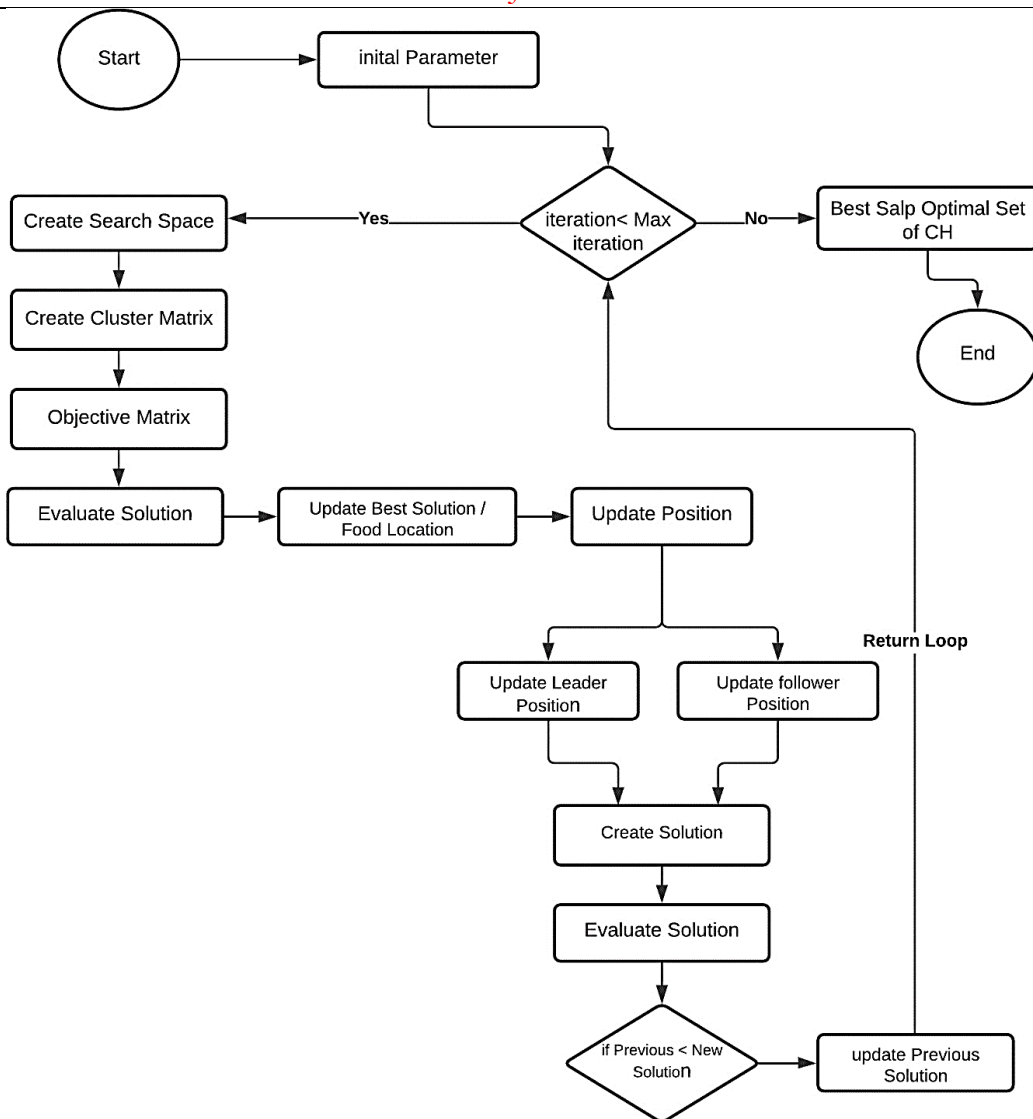 Start
inital Parameter
iteration< Max
iteration
Yes
No
Create Search Space
Best Salp Optimal Set
of CH
Create Cluster Matrix
End
Objective Matrix
Evaluate Solution
Update Best Solution /
Food Location
Update Position
Return Loop
Update Leader
Position
Update follower
Position
Create Solution
Evaluate Solution
if Previous < New
Solution
update Previous
Solution